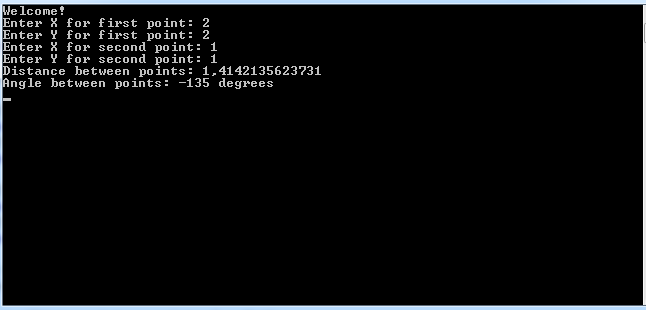 Welcome!
Enter X for first point: 2
Enter Y for first point: 2
Enter X for second point: 1
Enter Y for second point: 1
Distance between points: 1,4142135623731
Angle between points: -135 degrees